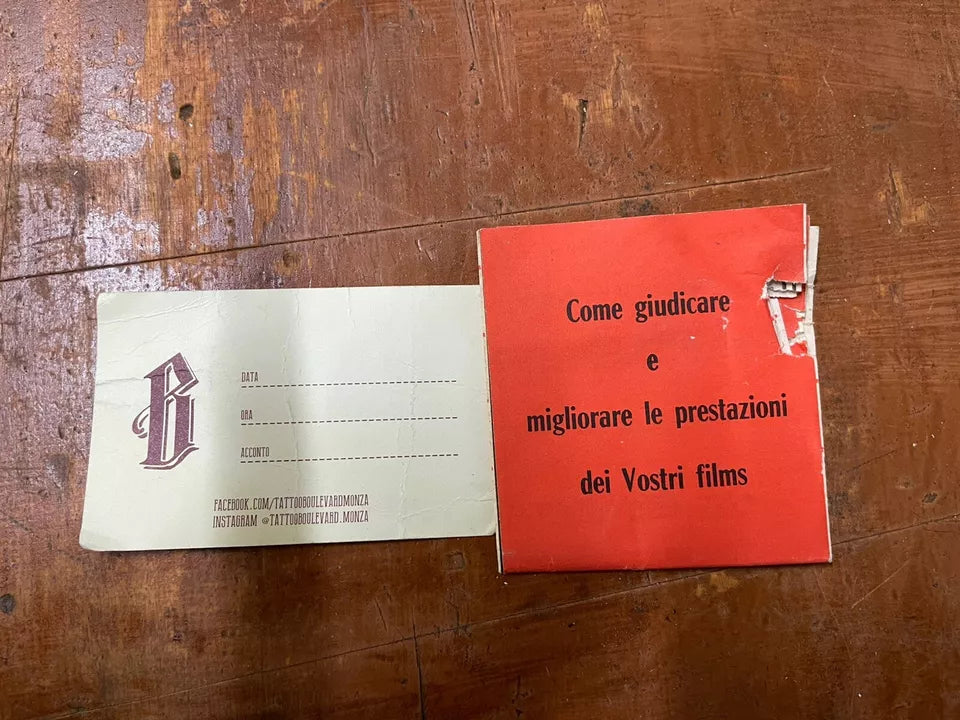 B
DATA
ORA
ACCONTO
FACEBOOK.COM/TATTOOBOULEVARDMONZA
INSTAGRAM @TATTOOBOULEVARD.MONZA
Come giudicare
e
migliorare le prestazioni
dei Vostri films